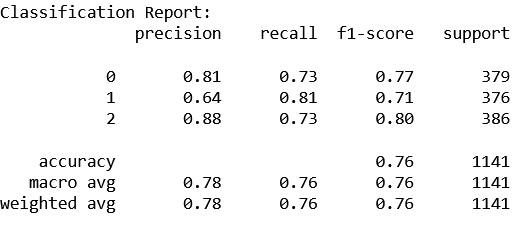 Classification Report:
precision recall f1-score support
0 0.81 0.73 0.77 379
1 0.64 0.81 0.71 376
2 0.88 0.73 0.80 386
accuracy 0.76 1141
macro avg 0.78 0.76 0.76 1141
weighted avg 0.78 0.76 0.76 1141